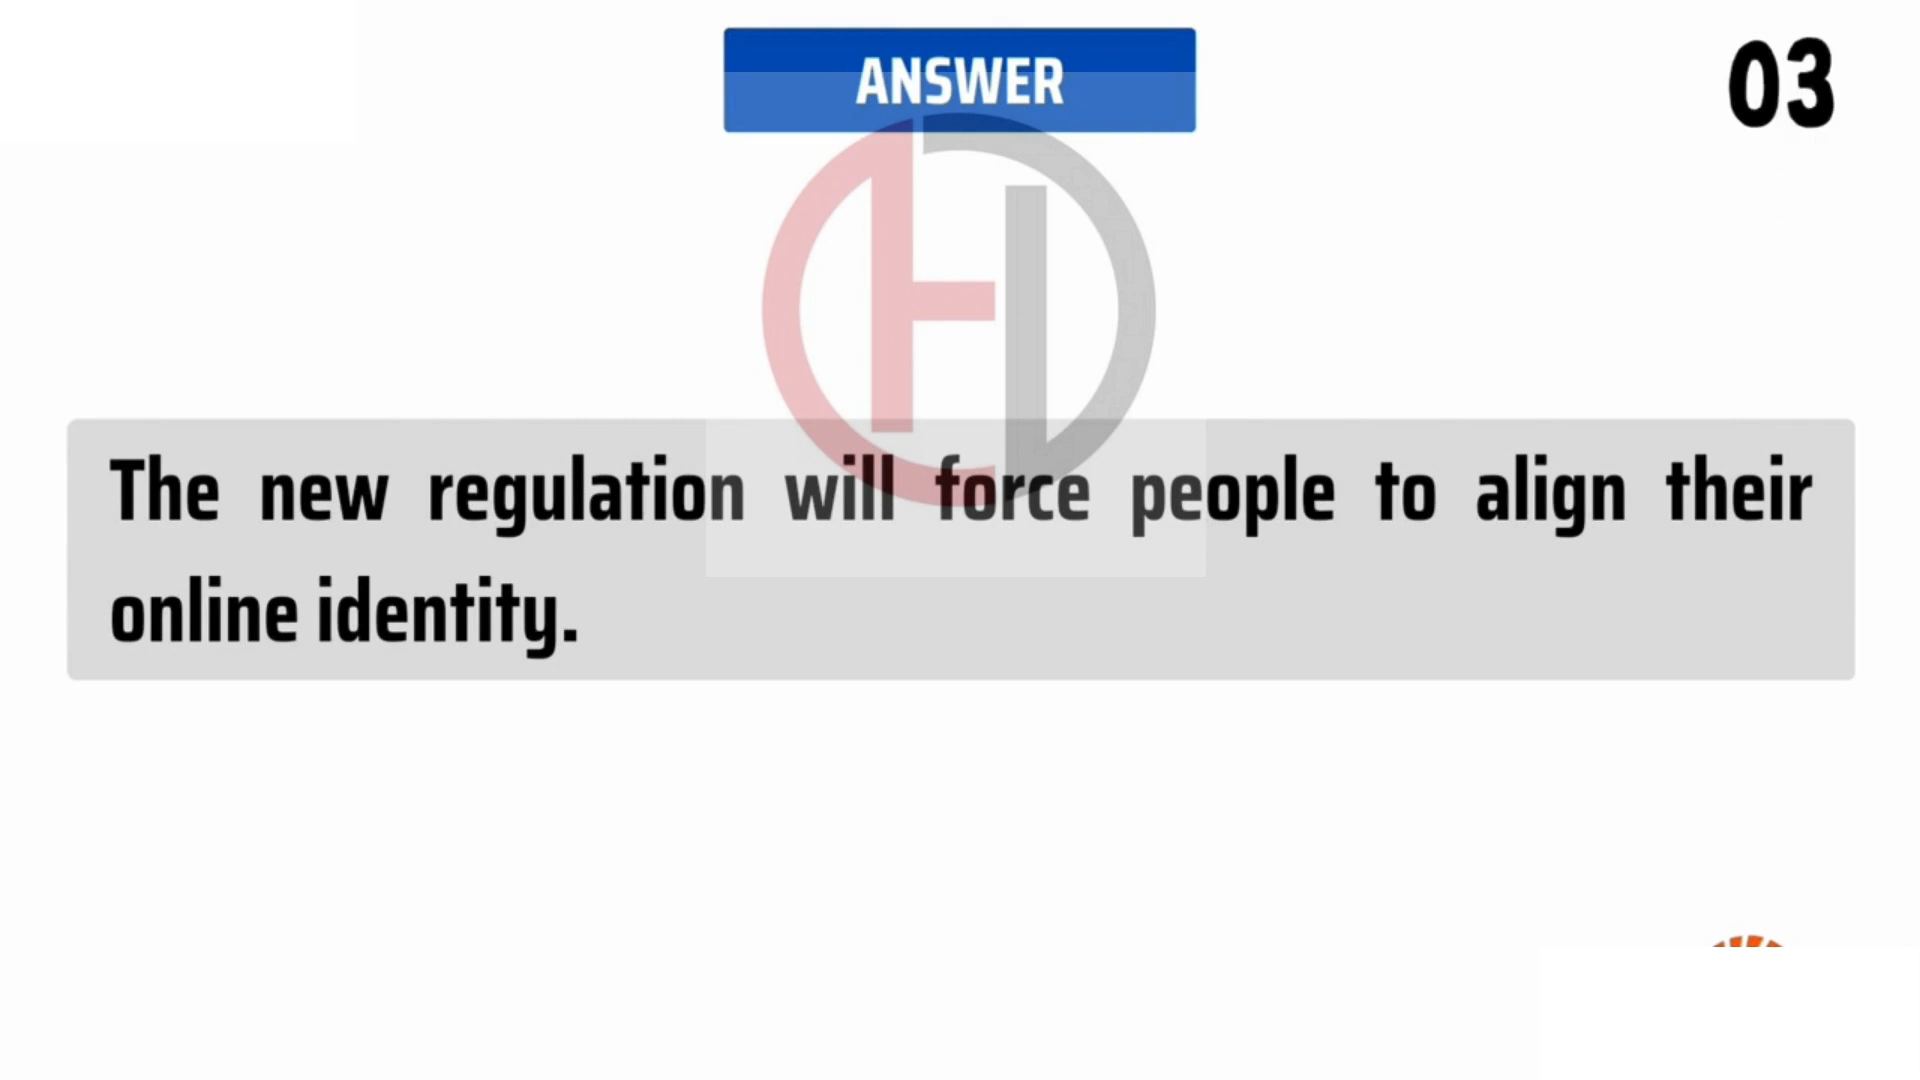 ANSWER
03
The new regulation will force people to align their
online identity.